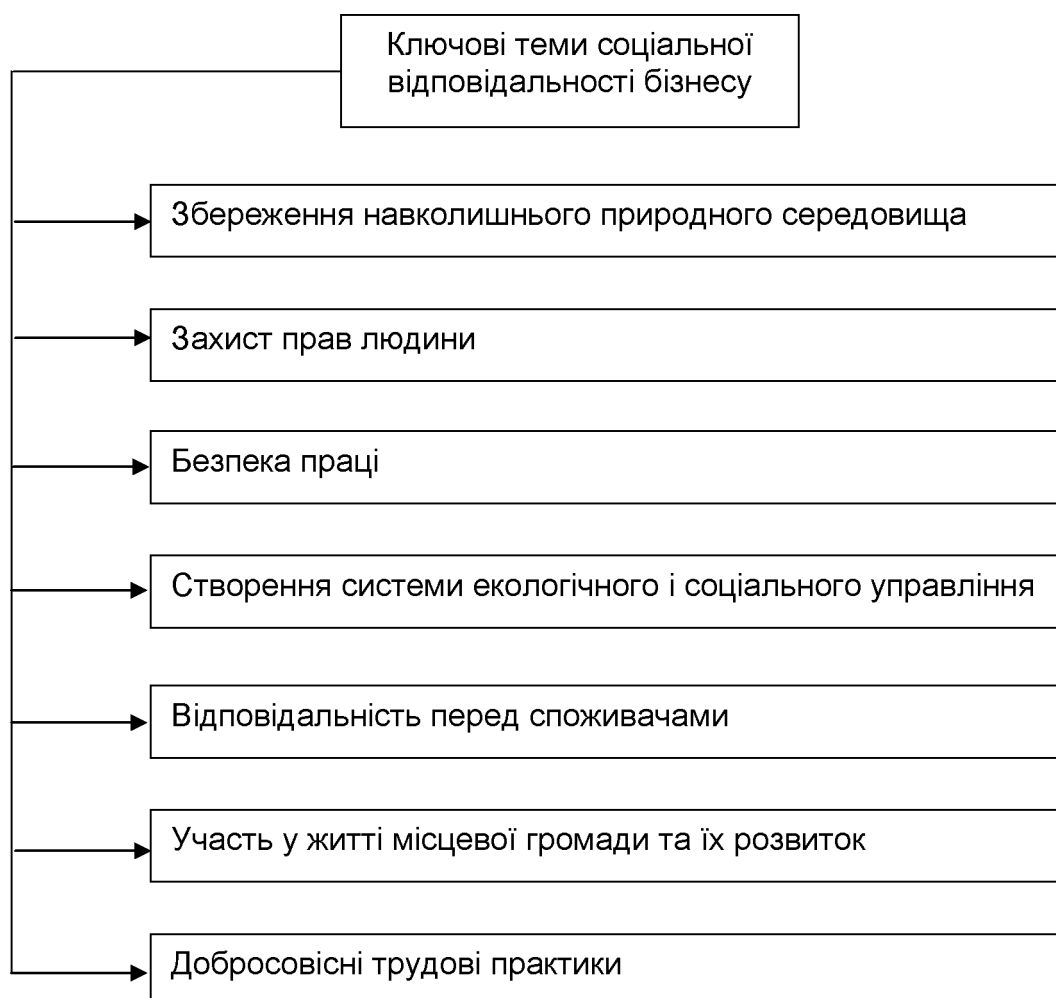 Ключові теми соціальної
відповідальності бізнесу
Збереження навколишнього природного середовища
Захист прав людини
Безпека праці
Створення системи екологічного і соціального управління
Відповідальність перед споживачами
Участь у житті місцевої громади та їх розвиток
Добросовісні трудові практики